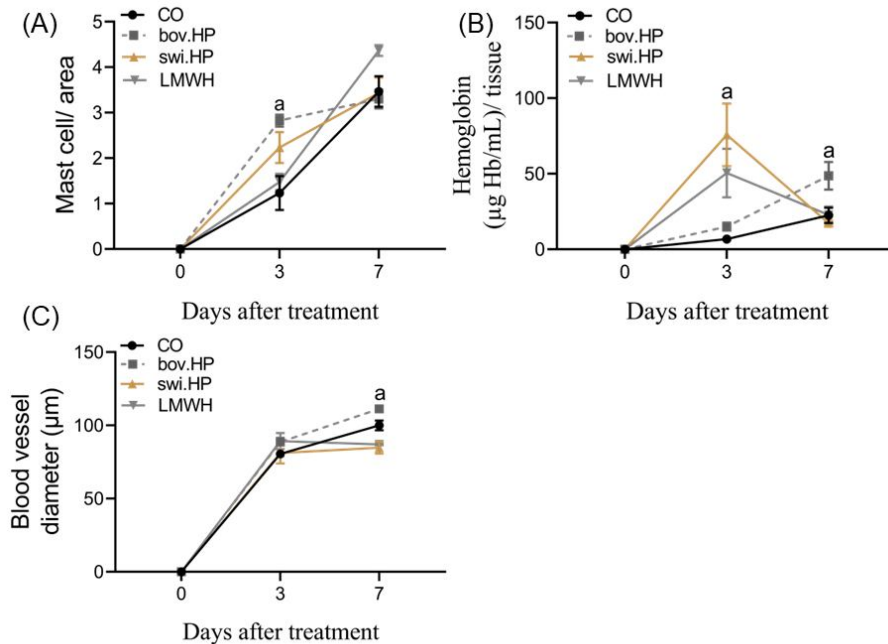 (A)
CO
bov.HP
swi.HP
LMWH
5
4
3
2
1
0
Mast cell/ area
a
0 3 7
Days after treatment
(B)
CO
bov.HP
swi.HP
LMWH
150
100
50
0
Hemoglobin
(µg Hb/mL)/ tissue
a
a
0 3 7
Days after treatment
(C)
CO
bov.HP
swi.HP
LMWH
150
100
50
0
Blood vessel
diameter (µm)
a
0 3 7
Days after treatment